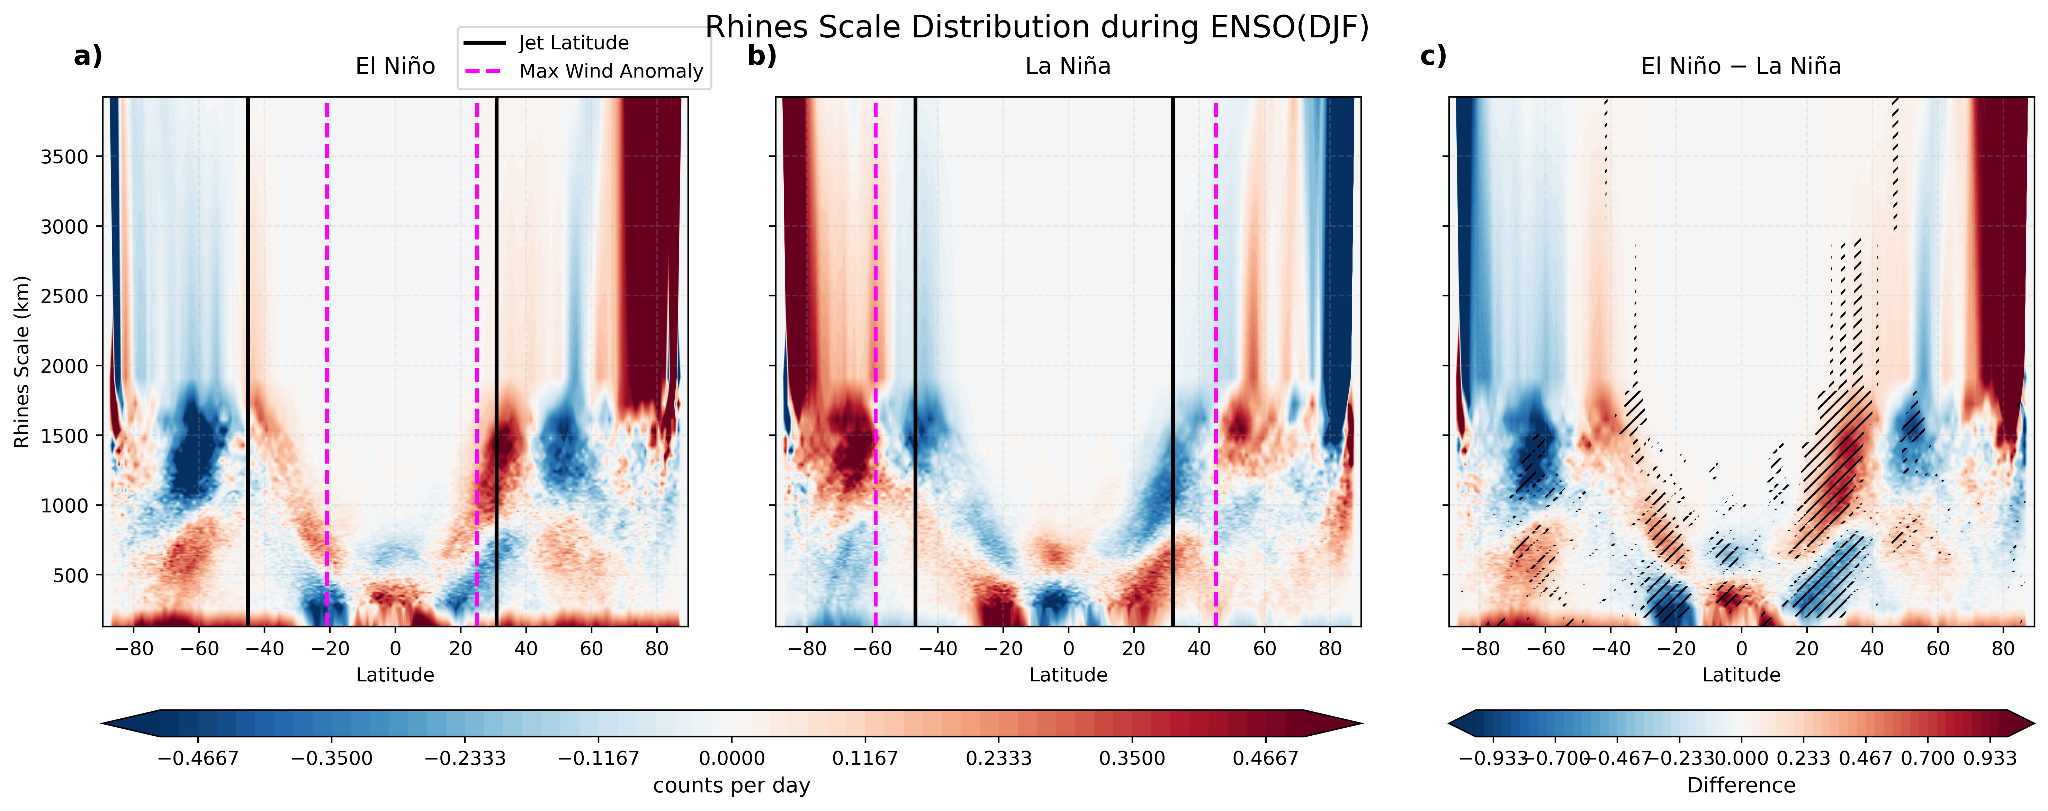 Rhines Scale Distribution during ENSO(DJF)
a)
El Niño
Jet Latitude
Max Wind Anomaly
b)
La Niña
c)
El Niño − La Niña
Rhines Scale (km)
3500
3000
2500
2000
1500
1000
500
−80 −60 −40 −20 0 20 40 60 80
Latitude
−80 −60 −40 −20 0 20 40 60 80
Latitude
−80 −60 −40 −20 0 20 40 60 80
Latitude
−0.4667 −0.3500 −0.2333 −0.1167 0.0000 0.1167 0.2333 0.3500 0.4667
counts per day
−0.933 −0.700 −0.467 −0.233 0.000 0.233 0.467 0.700 0.933
Difference